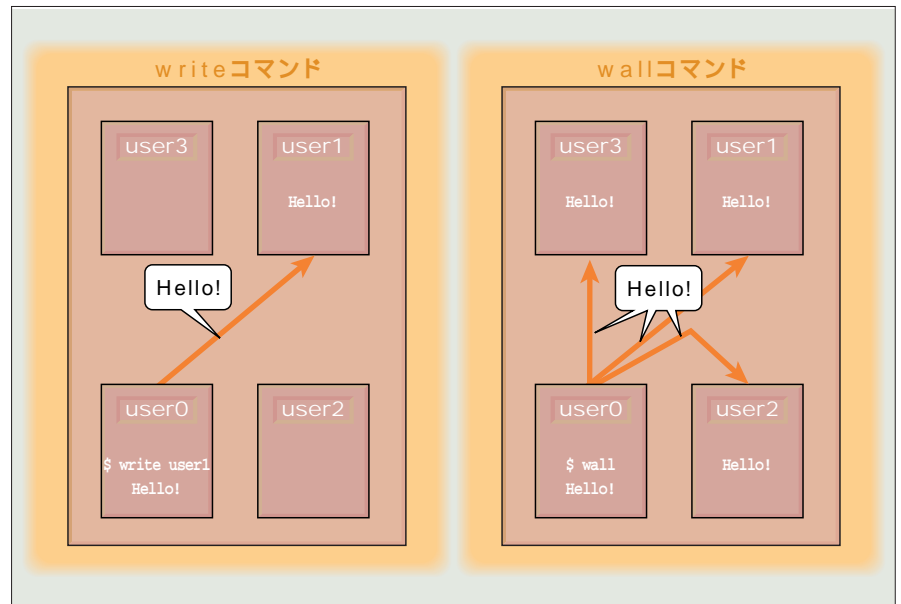 writeコマンド
user3
user1
Hello!
Hello!
user0
$ write user1
Hello!
user2
wallコマンド
user3
Hello!
user1
Hello!
Hello!
user0
$ wall
Hello!
user2
Hello!